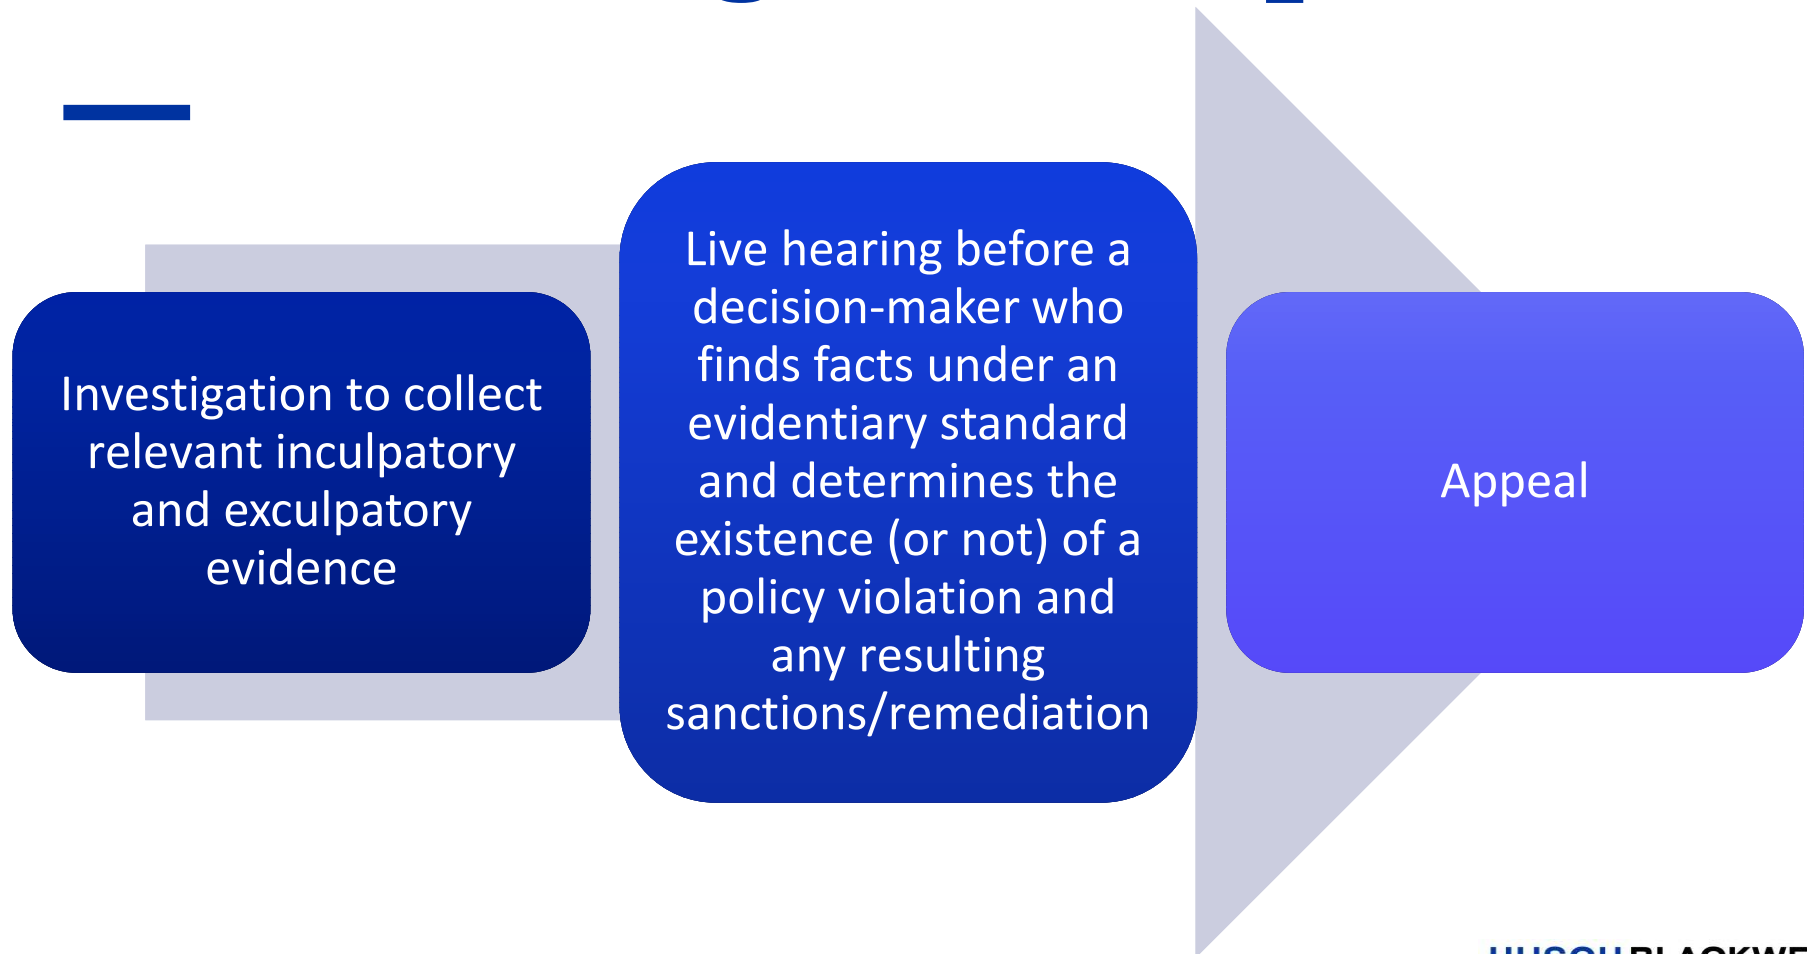 Investigation to collect
relevant inculpatory
and exculpatory
evidence
Live hearing before a
decision-maker who
finds facts under an
evidentiary standard
and determines the
existence (or not) of a
policy violation and
any resulting
sanctions/remediation
Appeal